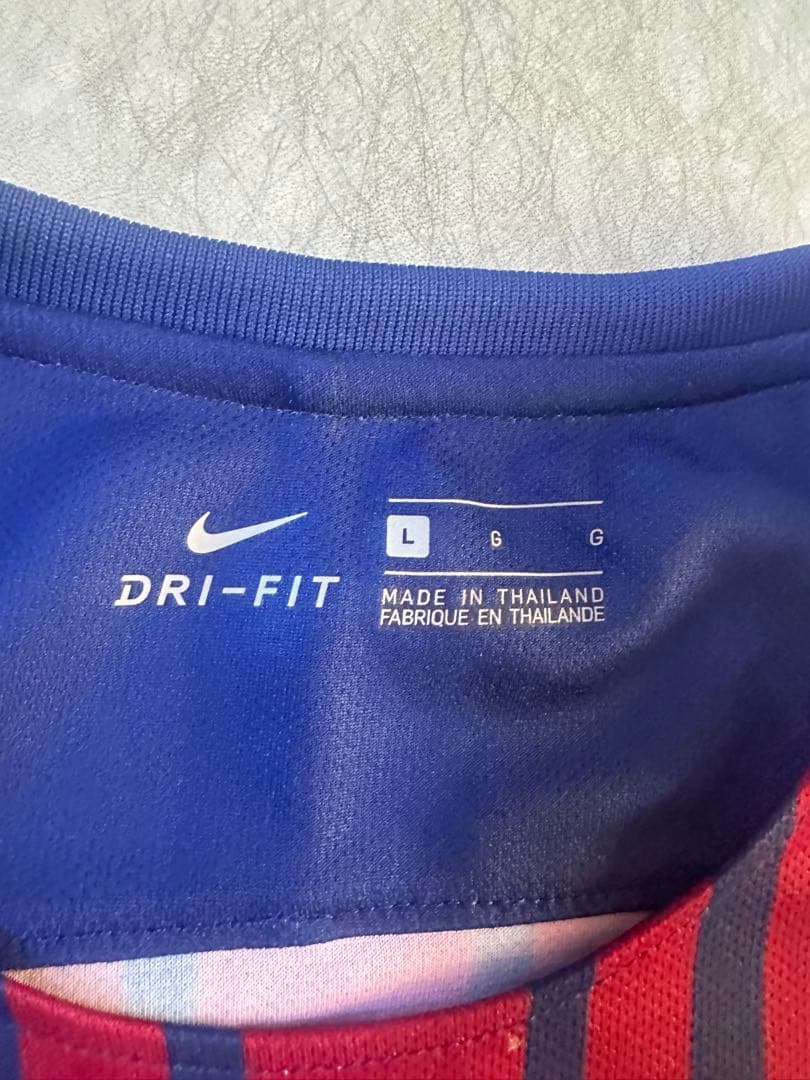 DRI-FIT
L G G
MADE IN THAILAND
FABRIQUE EN THAILANDE